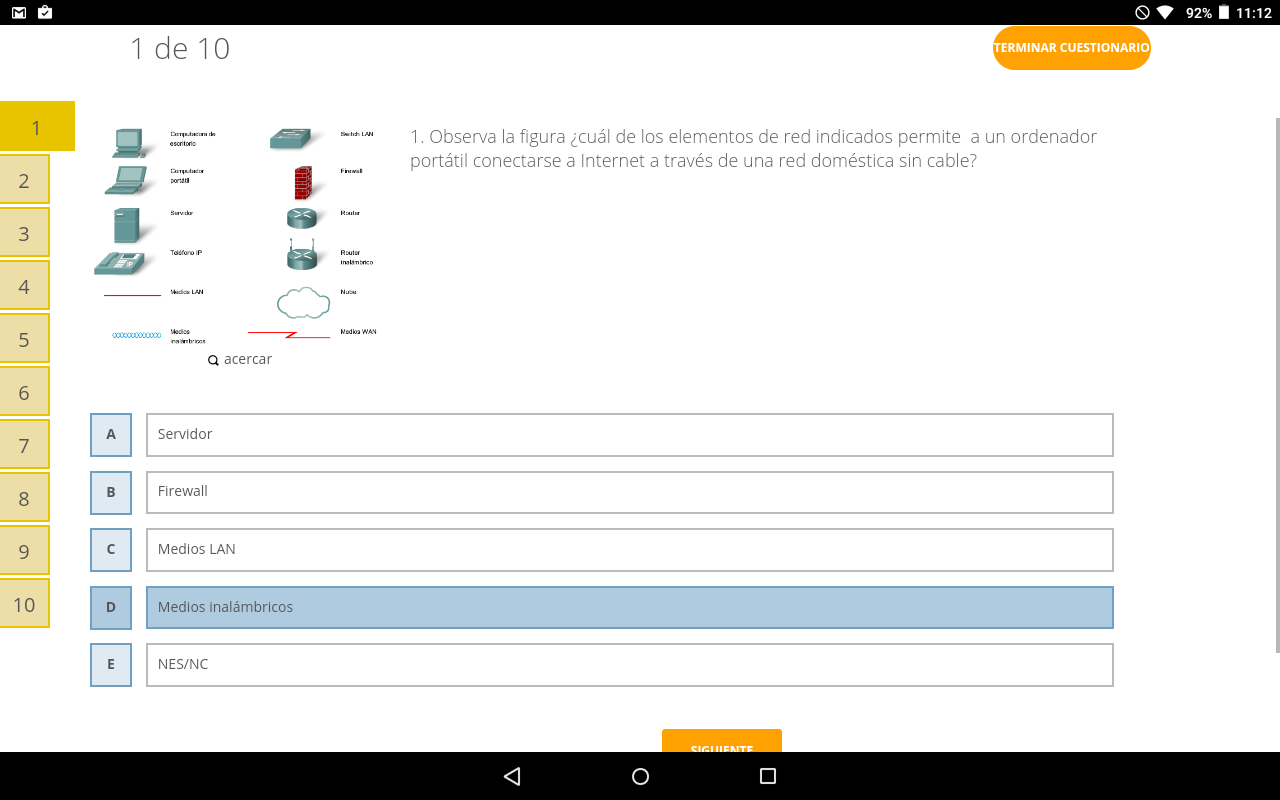 92% 11:12
1 de 10
TERMINAR CUESTIONARIO
1
2
3
4
5
6
7
8
9
10
Computadora de
escritorio
Switch LAN
Computador
portátil
Firewall
Servidor
Router
Teléfono IP
Router
inalámbrico
Medios LAN
Nube
Medios
inalámbricos
Medios WAN
acercar
1. Observa la figura ¿cuál de los elementos de red indicados permite  a un ordenador
portátil conectarse a Internet a través de una red doméstica sin cable?
A Servidor
B Firewall
C Medios LAN
D Medios inalámbricos
E NES/NC
SIGUIENTE